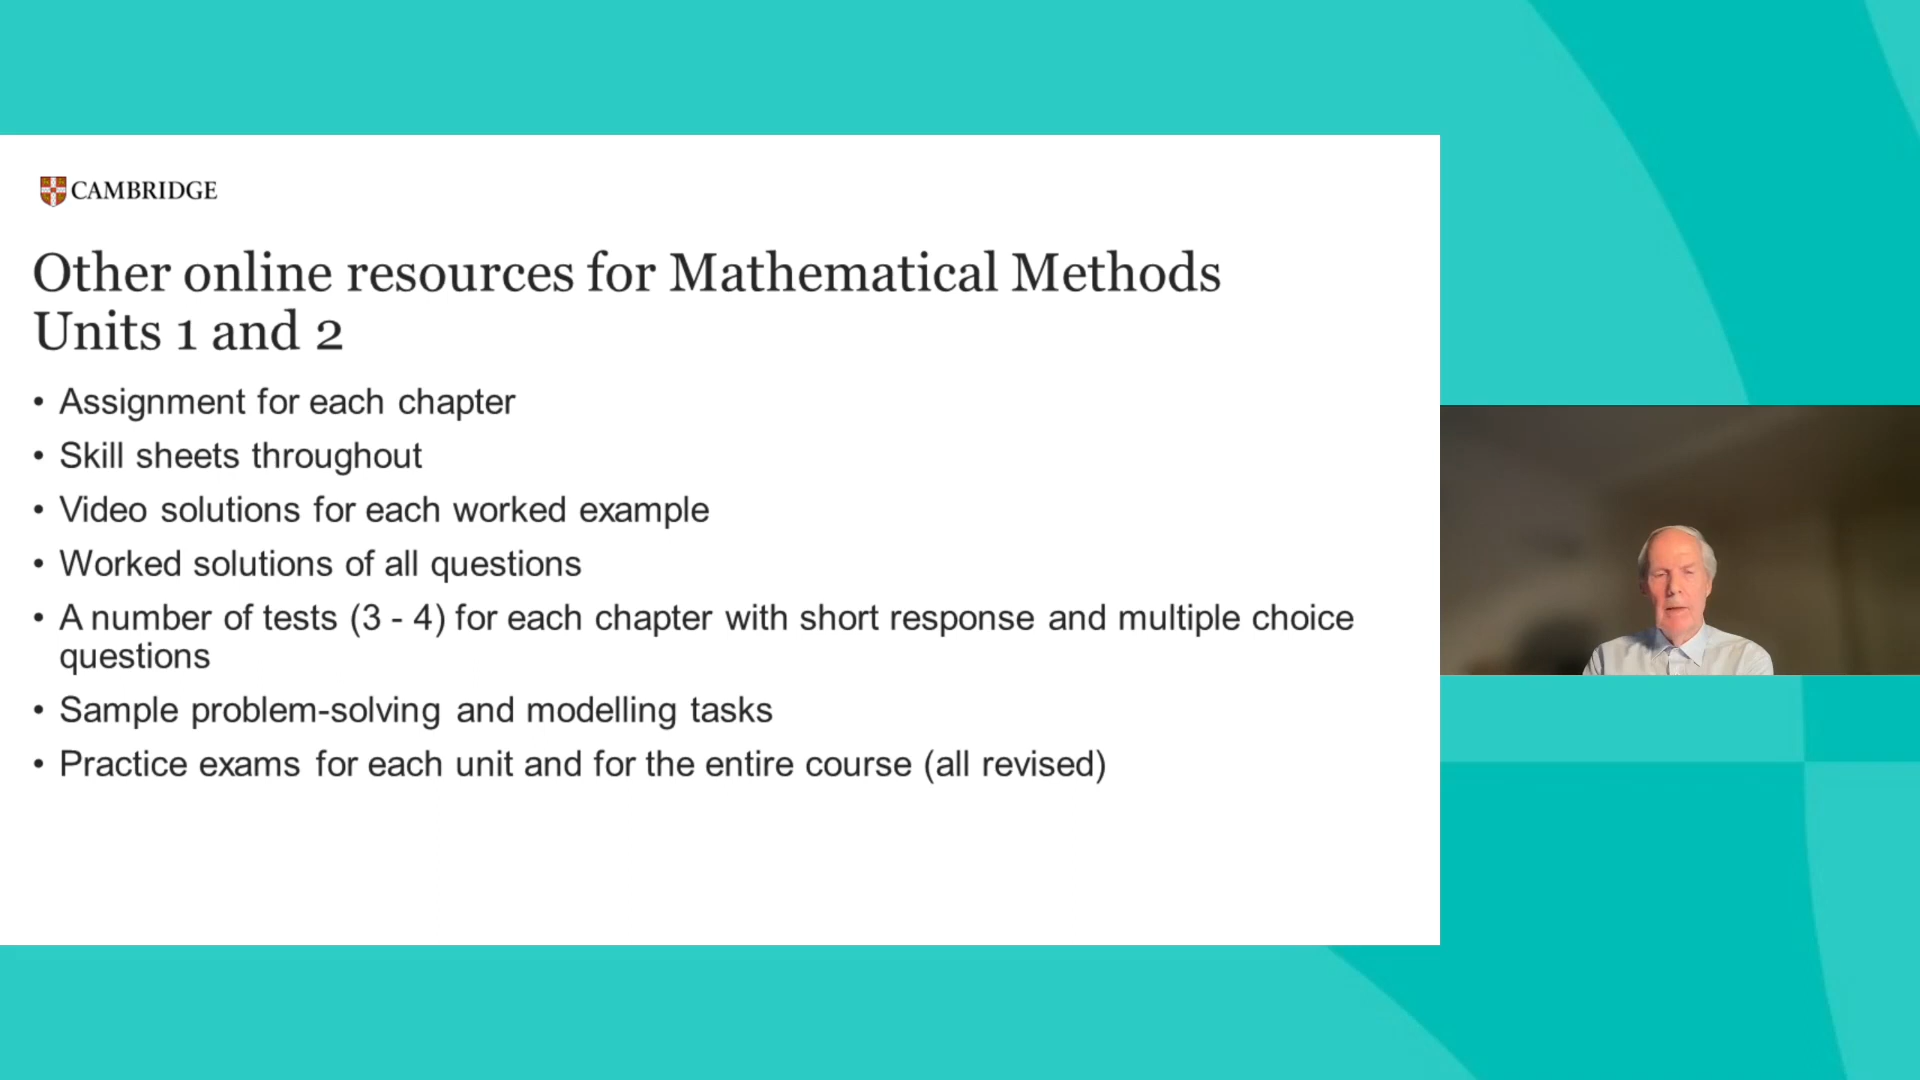 CAMBRIDGE
Other online resources for Mathematical Methods
Units 1 and 2
• Assignment for each chapter
• Skill sheets throughout
• Video solutions for each worked example
• Worked solutions of all questions
• A number of tests (3 - 4) for each chapter with short response and multiple choice
questions
• Sample problem-solving and modelling tasks
• Practice exams for each unit and for the entire course (all revised)